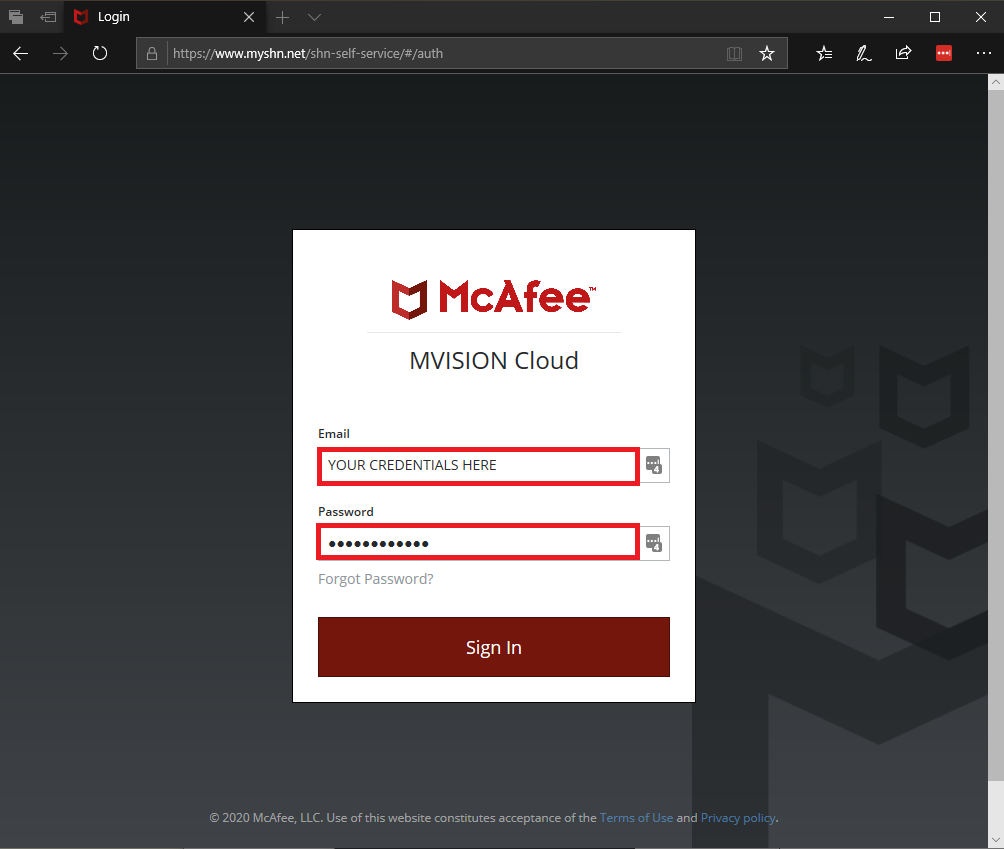 Login
https://www.myshn.net/shn-self-service/#/auth
McAfee™
MVISION Cloud
Email
YOUR CREDENTIALS HERE
4
Password
••••••••••••
4
Forgot Password?
Sign In
© 2020 McAfee, LLC. Use of this website constitutes acceptance of the Terms of Use and Privacy policy.